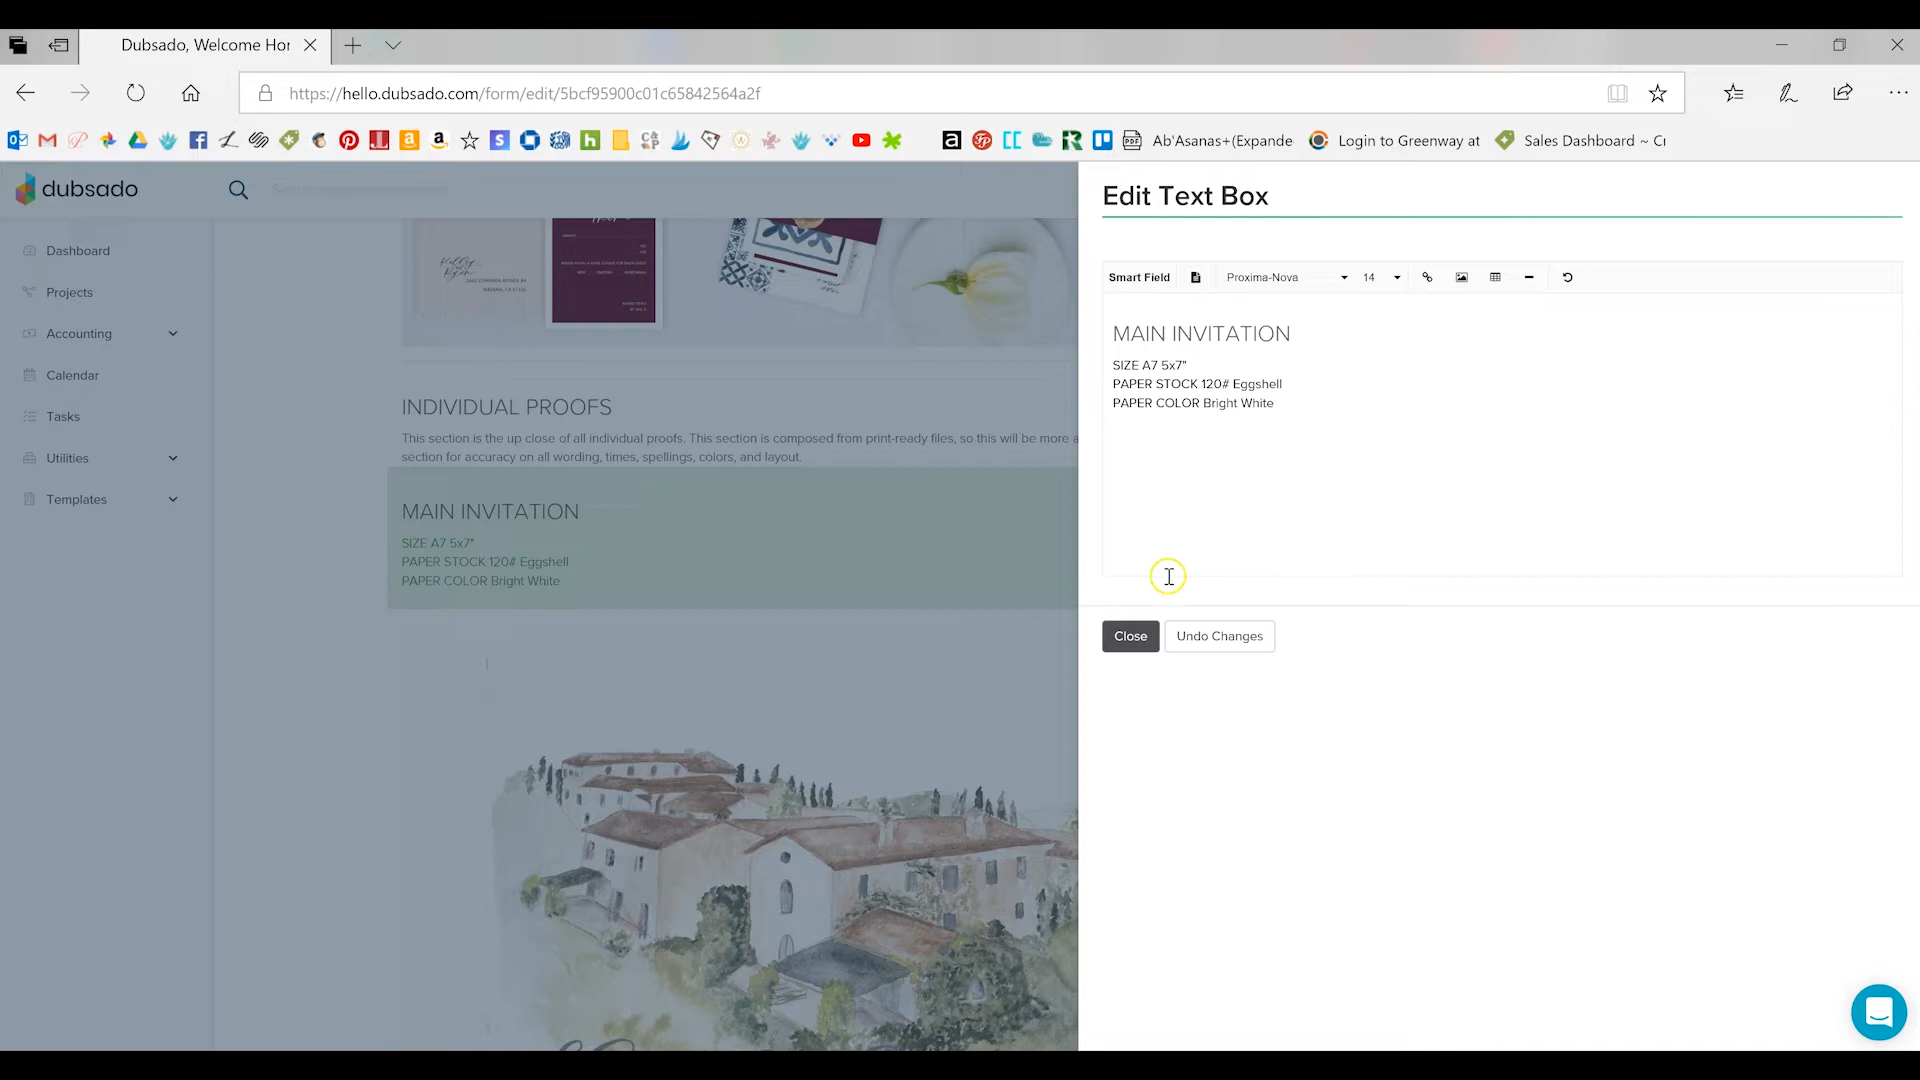 Dubsado, Welcome Hor
https://hello.dubsado.com/form/edit/5bcf95900c01c65842564a2f
Ab'Asanas+(Expande
Login to Greenway at
Sales Dashboard ~ Cr
dubsado
Dashboard
Projects
Accounting
Calendar
Tasks
Utilities
Templates
INDIVIDUAL PROOFS
This section is the up close of all individual proofs. This section is composed from print-ready files, so this will be more a
section for accuracy on all wording, times, spellings, colors, and layout.
MAIN INVITATION
SIZE A7 5x7"
PAPER STOCK 120# Eggshell
PAPER COLOR Bright White
Edit Text Box
Smart Field
Proxima-Nova
14
MAIN INVITATION
SIZE A7 5x7"
PAPER STOCK 120# Eggshell
PAPER COLOR Bright White
Close
Undo Changes